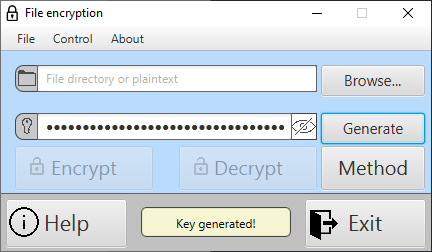 File encryption
File Control About
File directory or plaintext
Browse...
●●●●●●●●●●●●●●●●●●●●●●●●●●●●●●●●
Generate
Encrypt
Decrypt
Method
Help
Key generated!
Exit